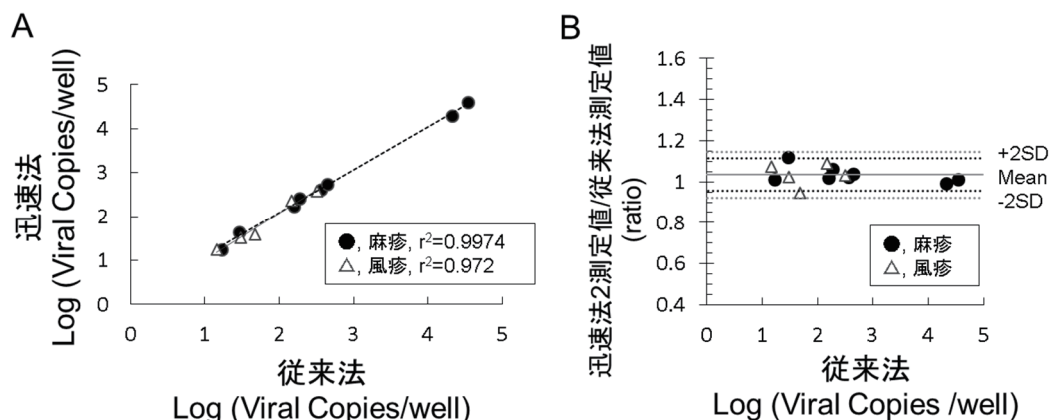 A
迅速法
Log (Viral Copies/well)
5
4
3
2
1
0
●, 麻疹, r²=0.9974
△, 風疹, r²=0.972
0 1 2 3 4 5
従来法
Log (Viral Copies/well)
B
迅速法2測定値/従来法測定値
(ratio)
1.6
1.4
1.2
1
0.8
0.6
0.4
+2SD
Mean
-2SD
●, 麻疹
△, 風疹
0 1 2 3 4 5
従来法
Log (Viral Copies /well)